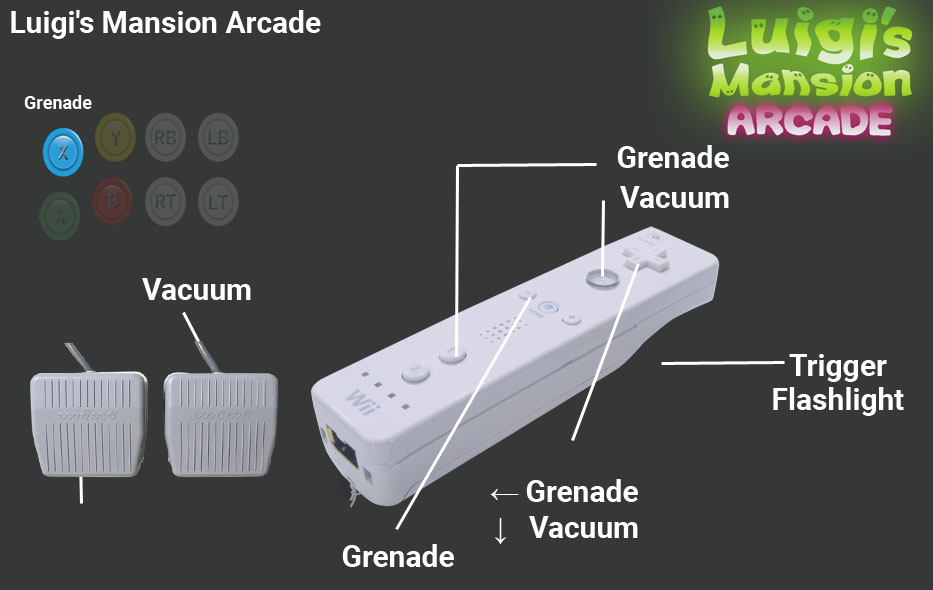 Luigi's Mansion Arcade
Luigi's
Mansion
ARCADE
Grenade
X Y RB LB
A B RT LT
Grenade
Vacuum
Vacuum
Trigger
Flashlight
Wii
← Grenade
↓ Vacuum
Grenade